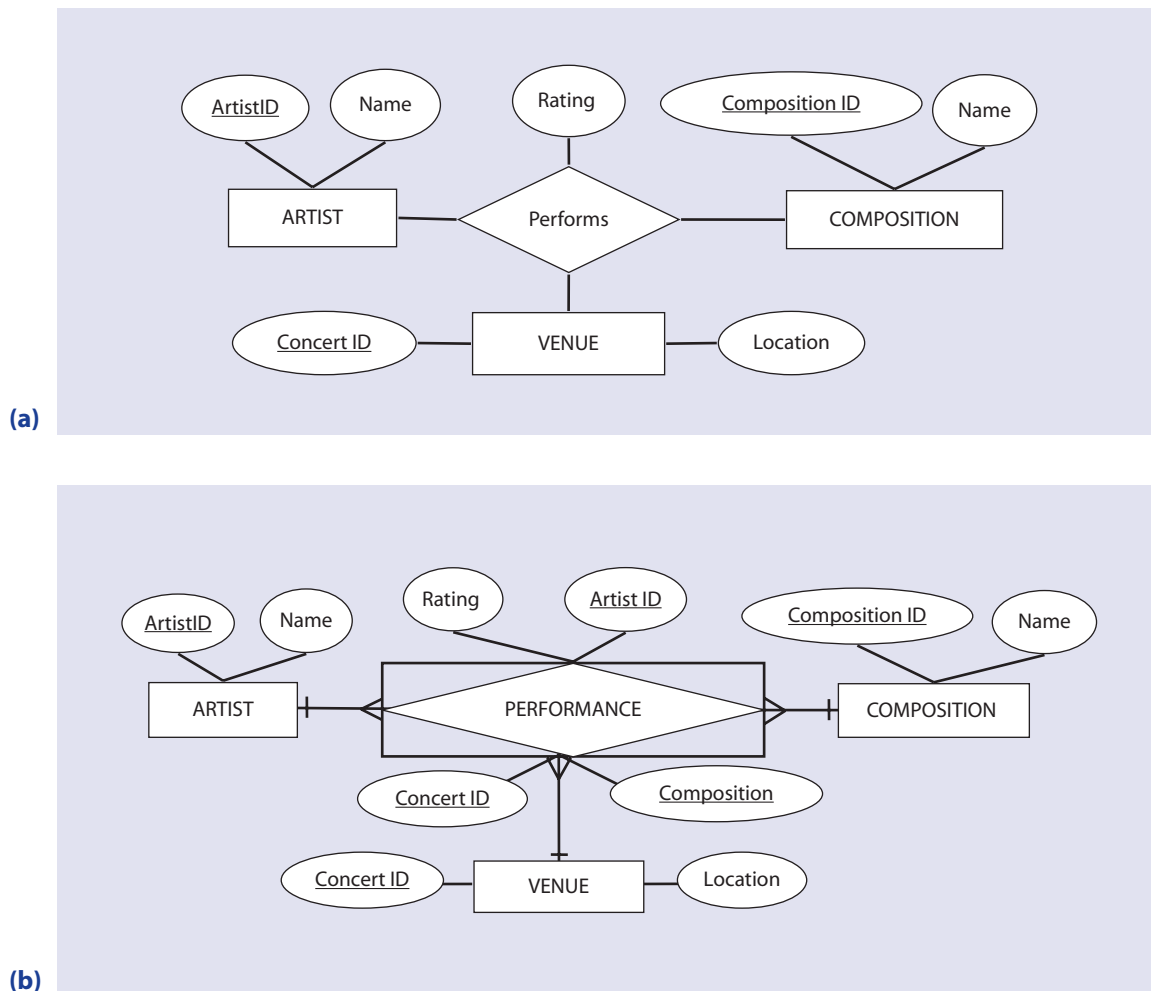 ArtistID
Name
Rating
Composition ID
Name
ARTIST
Performs
COMPOSITION
Concert ID
VENUE
Location
(a)
ArtistID
Name
Rating
Artist ID
Composition ID
Name
ARTIST
PERFORMANCE
COMPOSITION
Concert ID
Composition
Concert ID
VENUE
Location
(b)